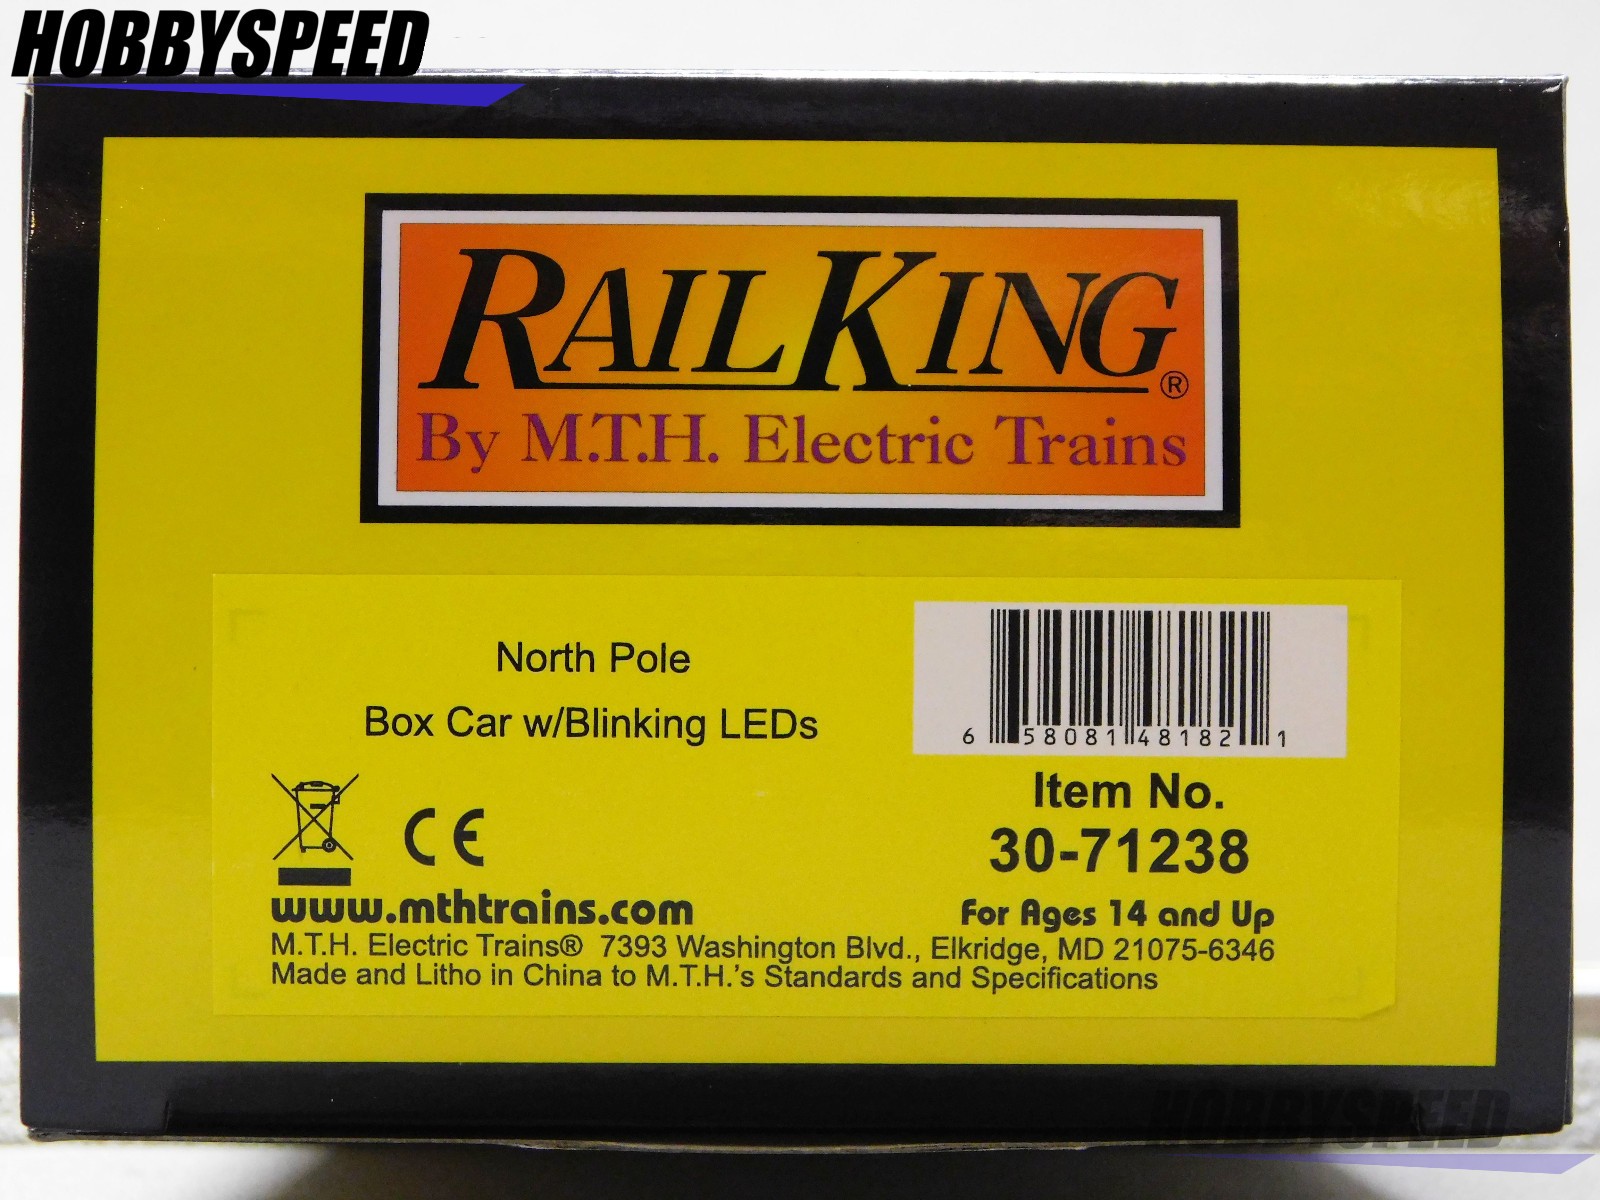 HOBBYSPEED
RAILKING®
By M.T.H. Electric Trains
North Pole
Box Car w/Blinking LEDs
6 58081 48182 1
Item No.
30-71238
CE
www.mthtrains.com
For Ages 14 and Up
M.T.H. Electric Trains® 7393 Washington Blvd., Elkridge, MD 21075-6346
Made and Litho in China to M.T.H.'s Standards and Specifications
HOBBYSPEED